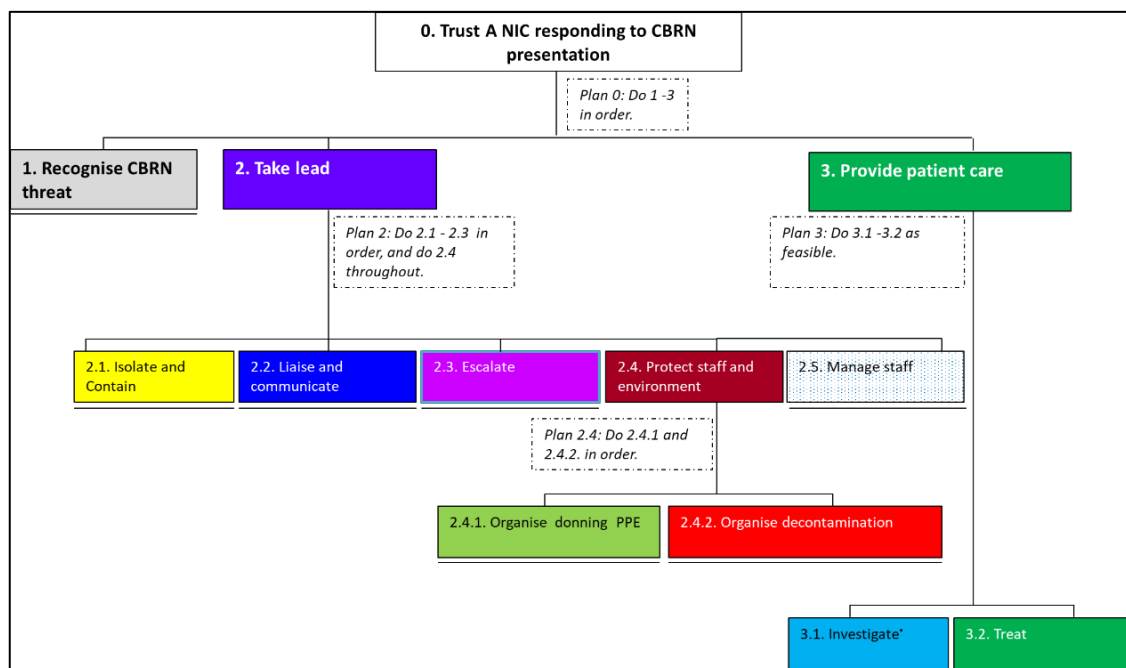 0. Trust A NIC responding to CBRN
presentation
Plan 0: Do 1 -3
in order.
1. Recognise CBRN
threat
2. Take lead
3. Provide patient care
Plan 2: Do 2.1 - 2.3 in
order, and do 2.4
throughout.
Plan 3: Do 3.1 -3.2 as
feasible.
2.1. Isolate and
Contain
2.2. Liaise and
communicate
2.3. Escalate
2.4. Protect staff and
environment
2.5. Manage staff
Plan 2.4: Do 2.4.1 and
2.4.2. in order.
2.4.1. Organise donning PPE
2.4.2. Organise decontamination
3.1. Investigate*
3.2. Treat